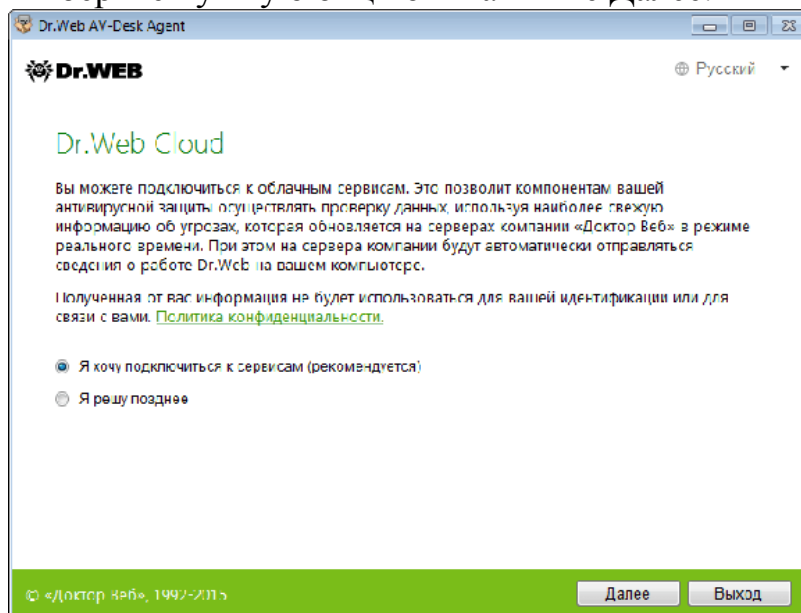 Dr.Web AV-Desk Agent
Dr.WEB
Русский
Dr.Web Cloud
Вы можете подключиться к облачным сервисам. Это позволит компонентам вашей
антивирусной защиты осуществлять проверку данных, используя наиболее свежую
информацию об угрозах, которая обновляется на серверах компании «Доктор Веб» в режиме
реального времени. При этом на сервера компании будут автоматически отправляться
сведения о работе Dr.Web на вашем компьютере.
Полученная от вас информация не будет использоваться для вашей идентификации или для
связи с вами. Политика конфиденциальности.
Я хочу подключиться к сервисам (рекомендуется)
Я решу позднее
© «Доктор Веб», 1992-2015
Далее
Выход